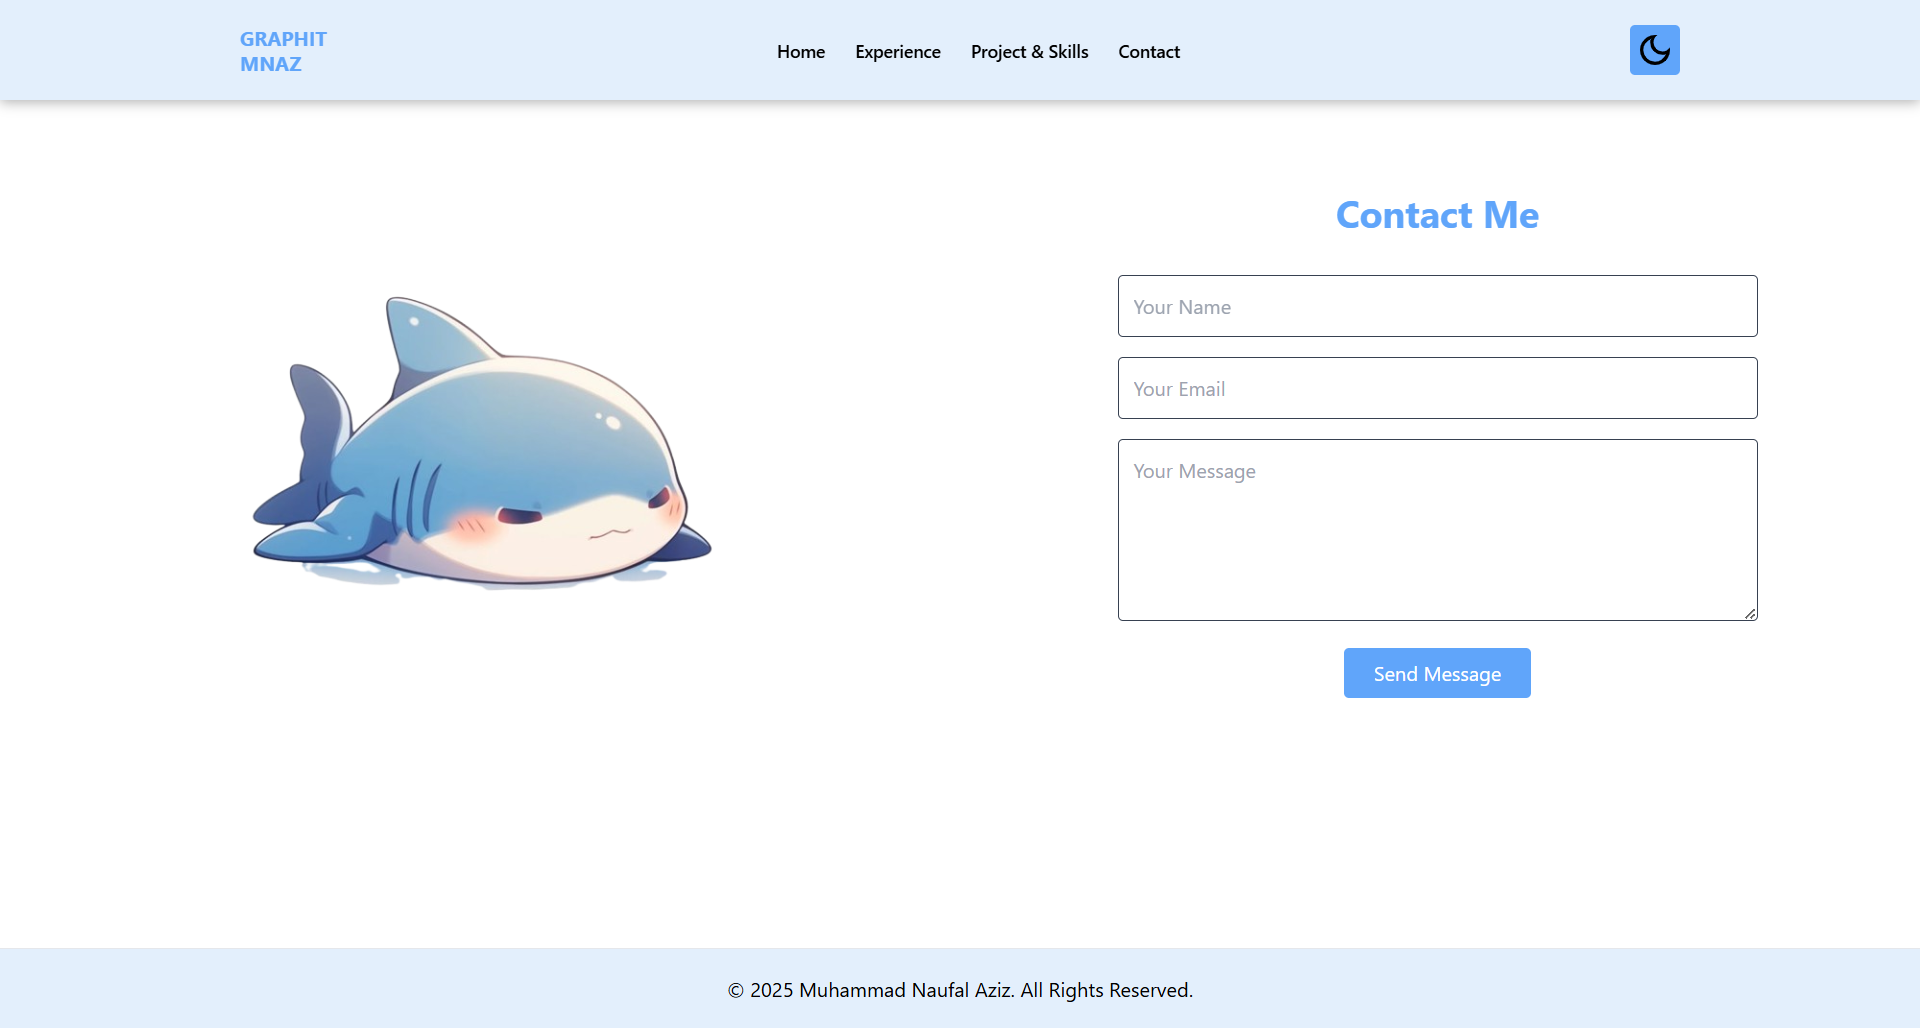 GRAPHIT
MNAZ
Home
Experience
Project & Skills
Contact
Contact Me
Your Name
Your Email
Your Message
Send Message
© 2025 Muhammad Naufal Aziz. All Rights Reserved.